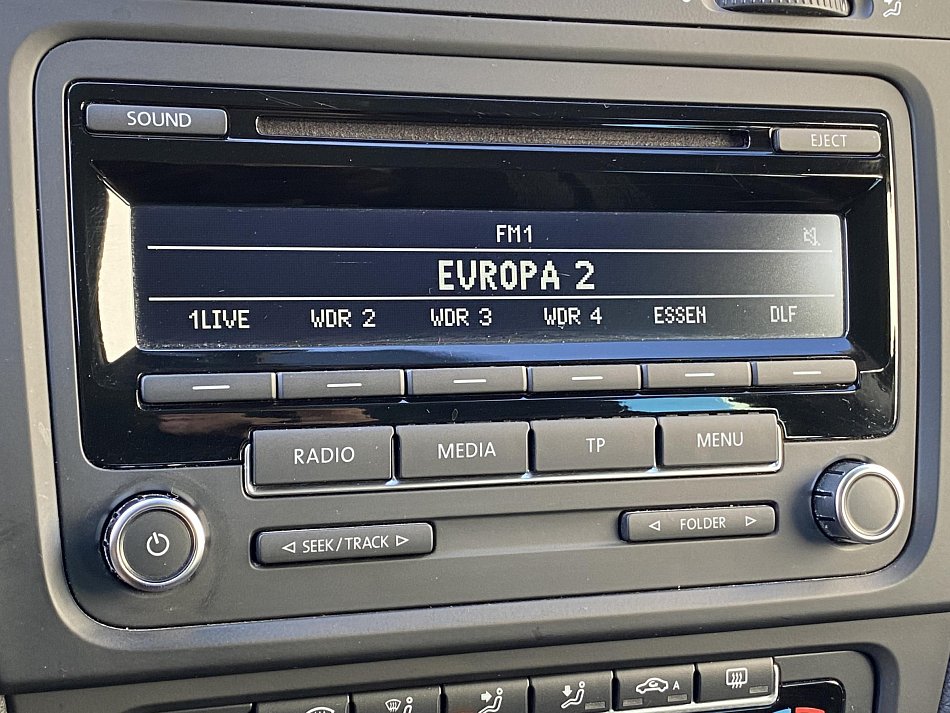 SOUND EJECT
FM1
EVROPA 2
1LIVE WDR 2 WDR 3 WDR 4 ESSEN DLF
RADIO MEDIA TP MENU
SEEK/TRACK FOLDER
A